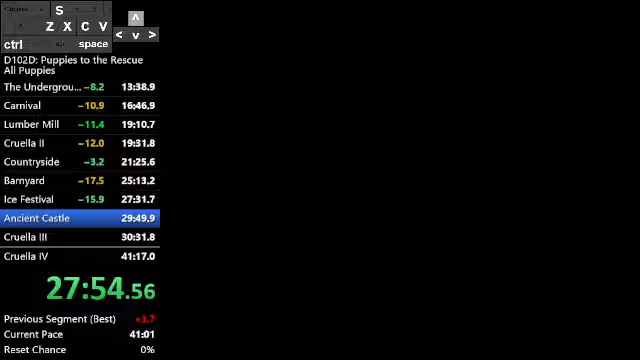 S
Z X C V
ctrl space
^
< v >
D102D: Puppies to the Rescue
All Puppies
The Undergrou... −8.2 13:38.9
Carnival −10.9 16:46.9
Lumber Mill −11.4 19:10.7
Cruella II −12.0 19:31.8
Countryside −3.2 21:25.6
Barnyard −17.5 25:13.2
Ice Festival −15.9 27:31.7
Ancient Castle 29:49.9
Cruella III 30:31.8
Cruella IV 41:17.0
27:54.56
Previous Segment (Best) +3.7
Current Pace 41:01
Reset Chance 0%